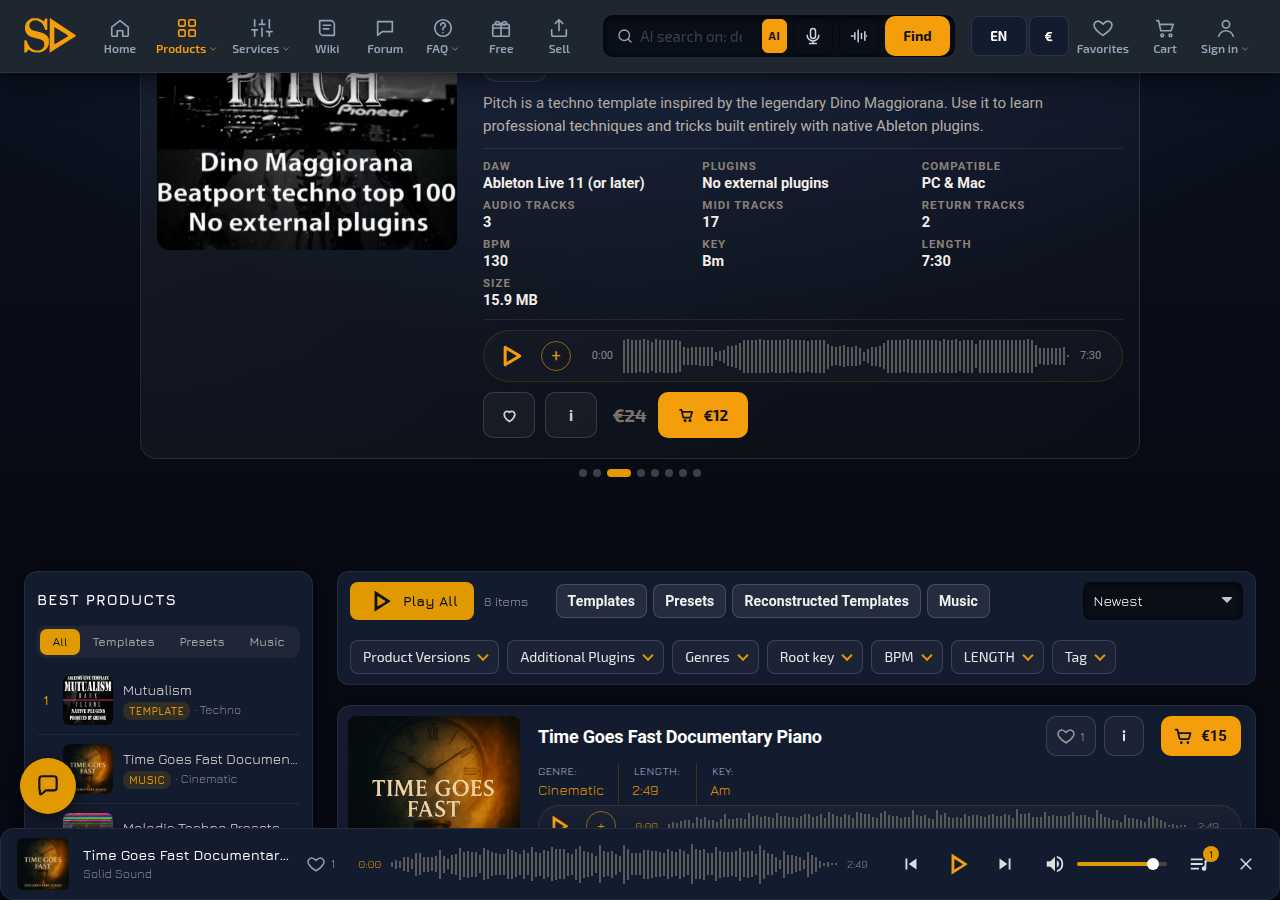 SD
Home
Products
Services
Wiki
Forum
FAQ
Free
Sell
AI search on: du
AI
Find
EN
€
Favorites
Cart
Sign in
PITCH
Pioneer
Dino Maggiorana
Beatport techno top 100
No external plugins
Pitch is a techno template inspired by the legendary Dino Maggiorana. Use it to learn
professional techniques and tricks built entirely with native Ableton plugins.
DAW
Ableton Live 11 (or later)
PLUGINS
No external plugins
COMPATIBLE
PC & Mac
AUDIO TRACKS
3
MIDI TRACKS
17
RETURN TRACKS
2
BPM
130
KEY
Bm
LENGTH
7:30
SIZE
15.9 MB
+
0:00
7:30
i
€24
€12
BEST PRODUCTS
All
Templates
Presets
Music
1
MUTUALISM
Mutualism
TEMPLATE · Techno
TIME GOES
FAST
Time Goes Fast Documen...
MUSIC · Cinematic
Melodic Techno Presets
Play All
8 items
Templates
Presets
Reconstructed Templates
Music
Newest
Product Versions
Additional Plugins
Genres
Root key
BPM
LENGTH
Tag
TIME GOES
FAST
Time Goes Fast Documentary Piano
1
i
€15
GENRE:
Cinematic
LENGTH:
2:49
KEY:
Am
+
0:00
2:49
TIME GOES
FAST
Time Goes Fast Documentar...
Solid Sound
1
0:00
2:49
1